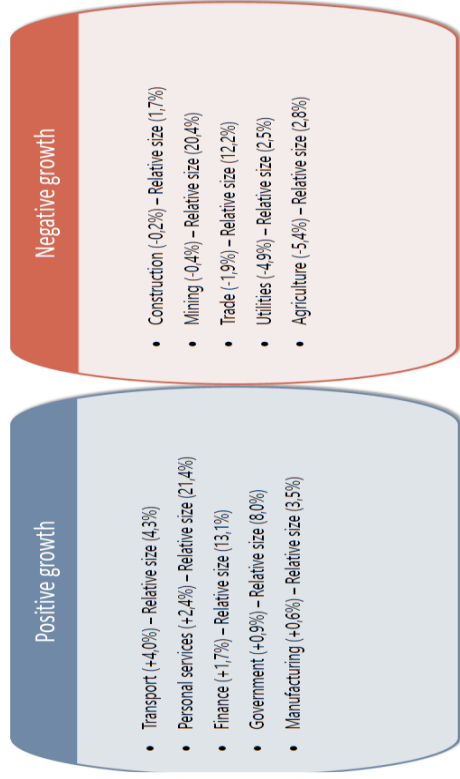 Positive growth
• Transport (+4,0%) – Relative size (4,3%)
• Personal services (+2,4%) – Relative size (21,4%)
• Finance (+1,7%) – Relative size (13,1%)
• Government (+0,9%) – Relative size (8,0%)
• Manufacturing (+0,6%) – Relative size (3,5%)
Negative growth
• Construction (-0,2%) – Relative size (1,7%)
• Mining (-0,4%) – Relative size (20,4%)
• Trade (-1,9%) – Relative size (12,2%)
• Utilities (-4,9%) – Relative size (2,5%)
• Agriculture (-5,4%) – Relative size (2,8%)